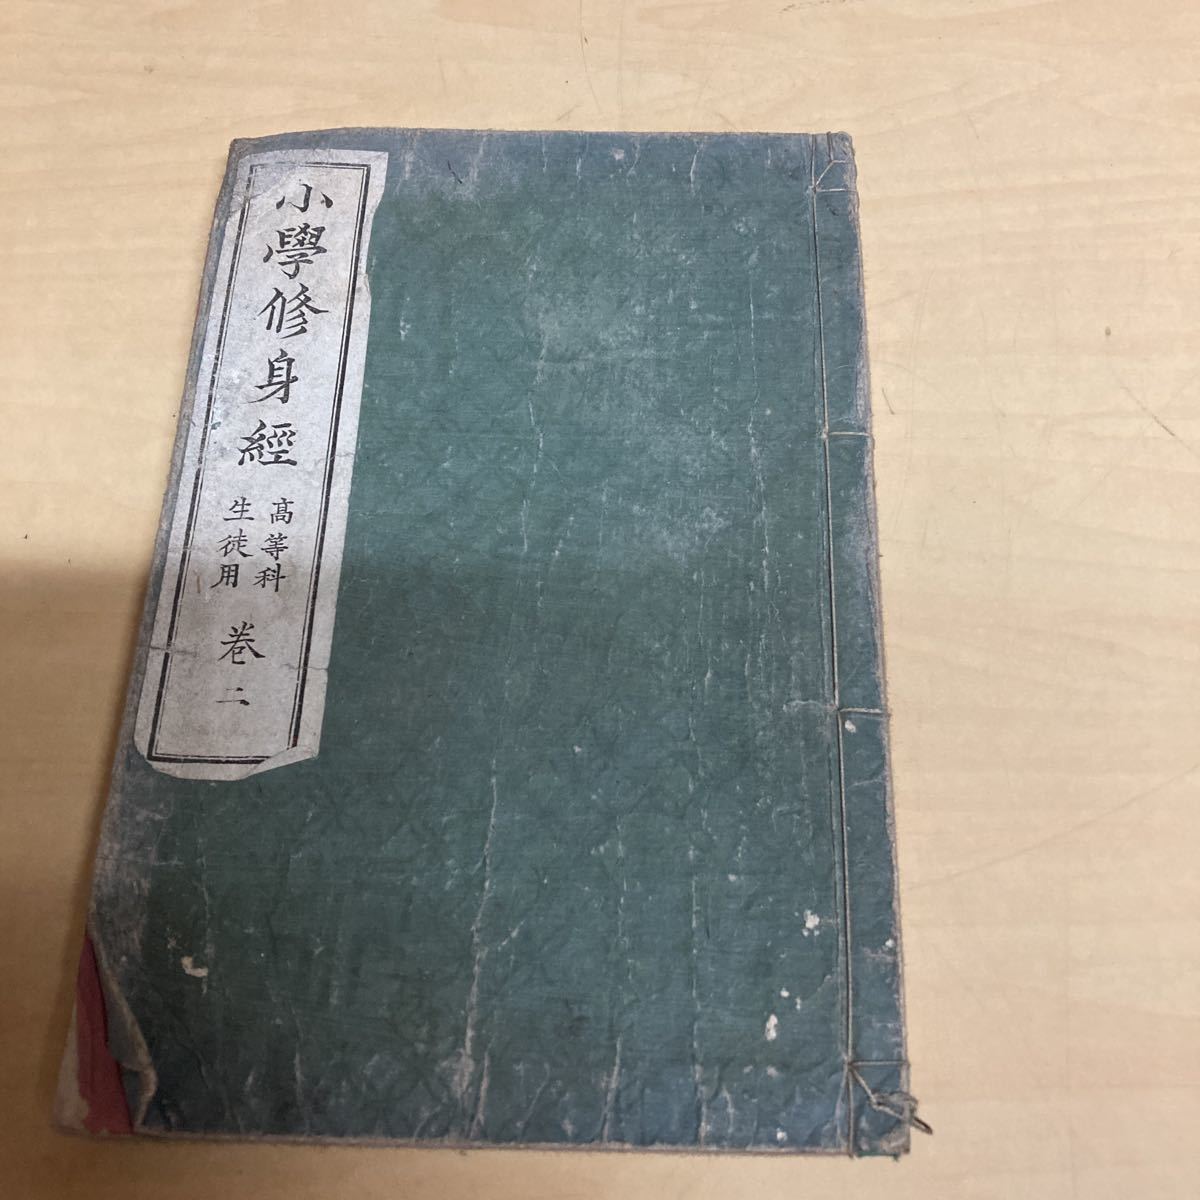 小學修身經
高等科
生徒用
巻二